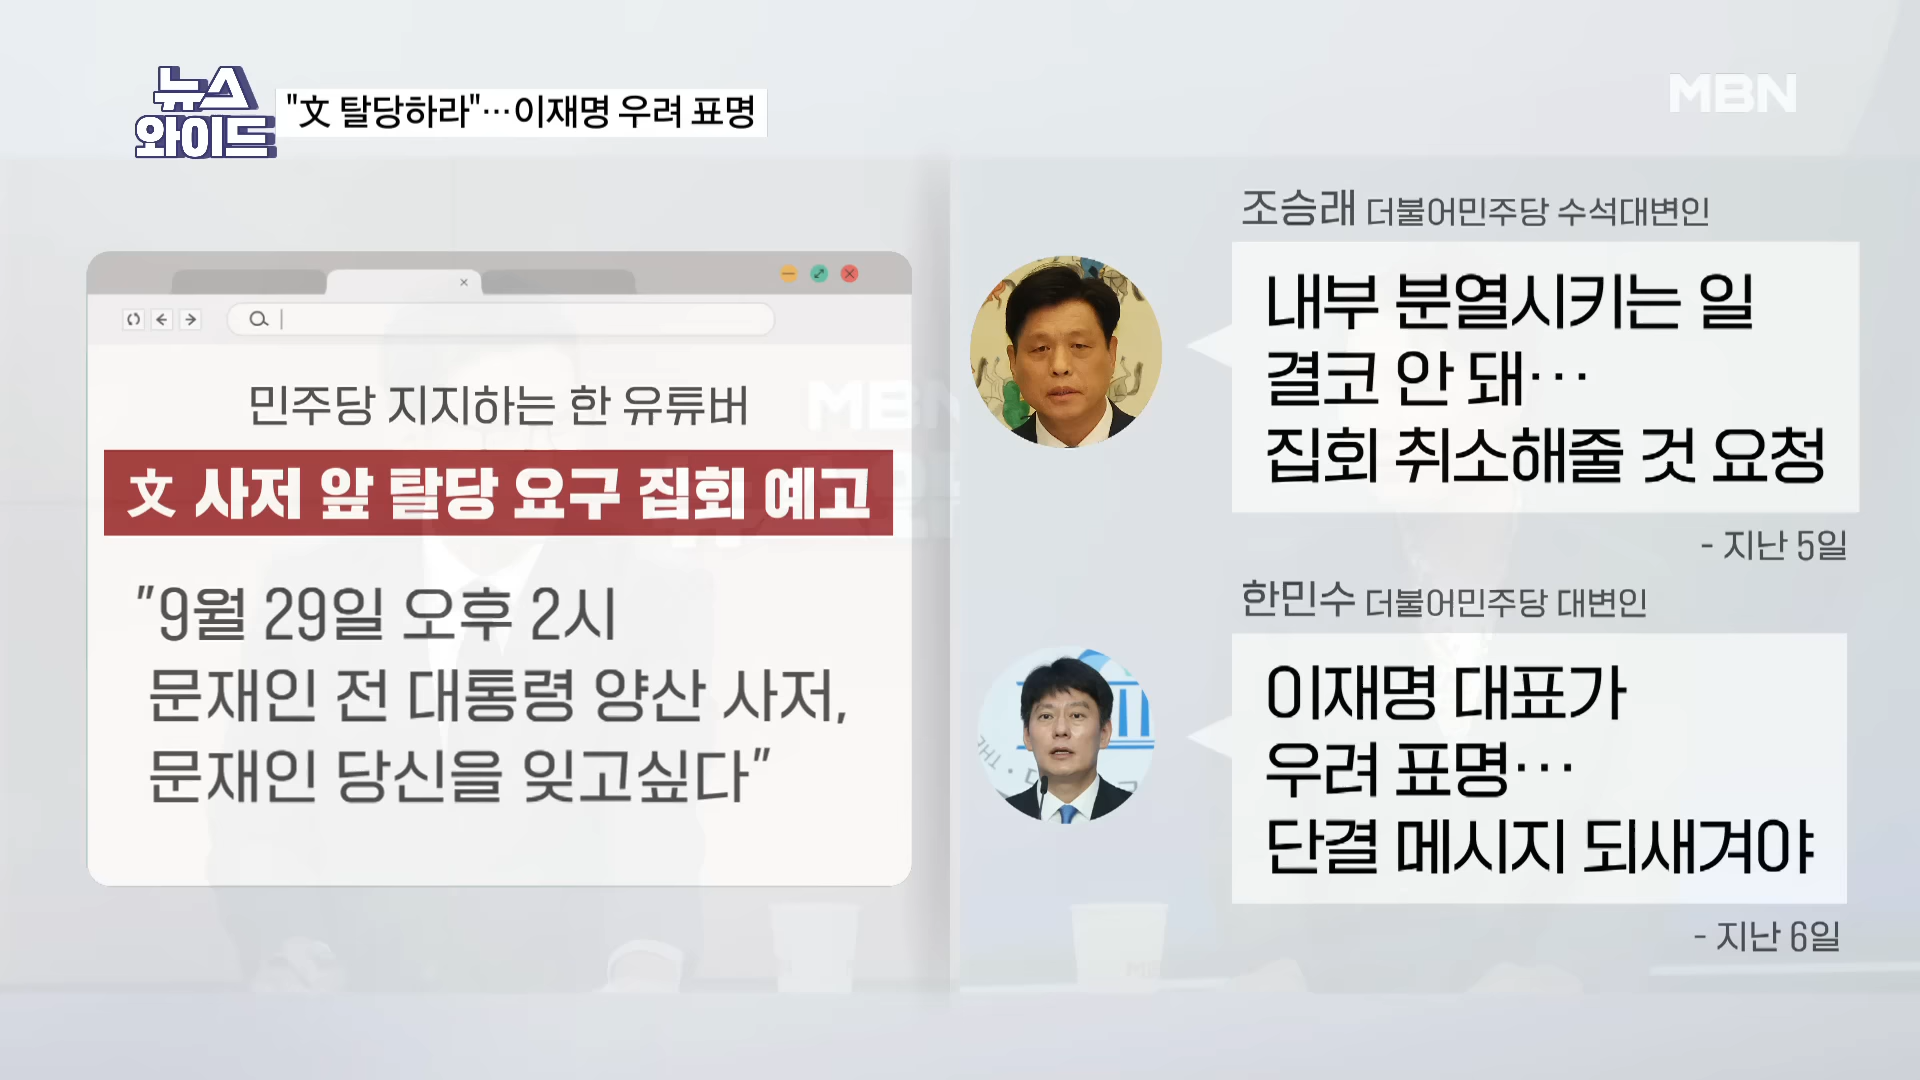 뉴스
와이드
"文 탈당하라"…이재명 우려 표명
MBN
민주당 지지하는 한 유튜버
文 사저 앞 탈당 요구 집회 예고
"9월 29일 오후 2시
문재인 전 대통령 양산 사저,
문재인 당신을 잊고싶다"
조승래 더불어민주당 수석대변인
내부 분열시키는 일
결코 안 돼…
집회 취소해줄 것 요청
- 지난 5일
한민수 더불어민주당 대변인
이재명 대표가
우려 표명…
단결 메시지 되새겨야
- 지난 6일
MBN
MBN